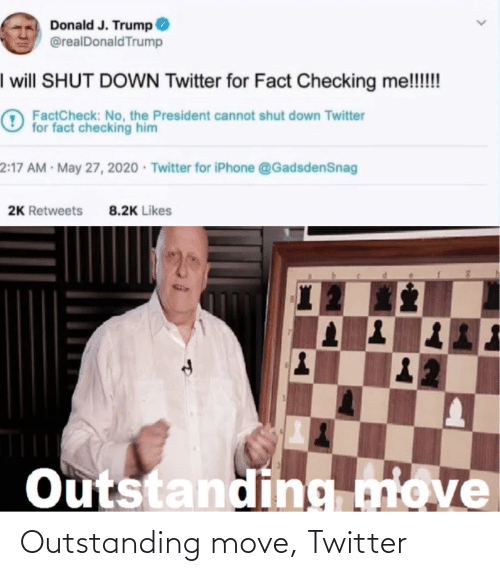 Donald J. Trump
@realDonaldTrump
I will SHUT DOWN Twitter for Fact Checking me!!!!!!
FactCheck: No, the President cannot shut down Twitter
for fact checking him
2:17 AM · May 27, 2020 · Twitter for iPhone @GadsdenSnag
2K Retweets 8.2K Likes
Outstanding move
Outstanding move, Twitter